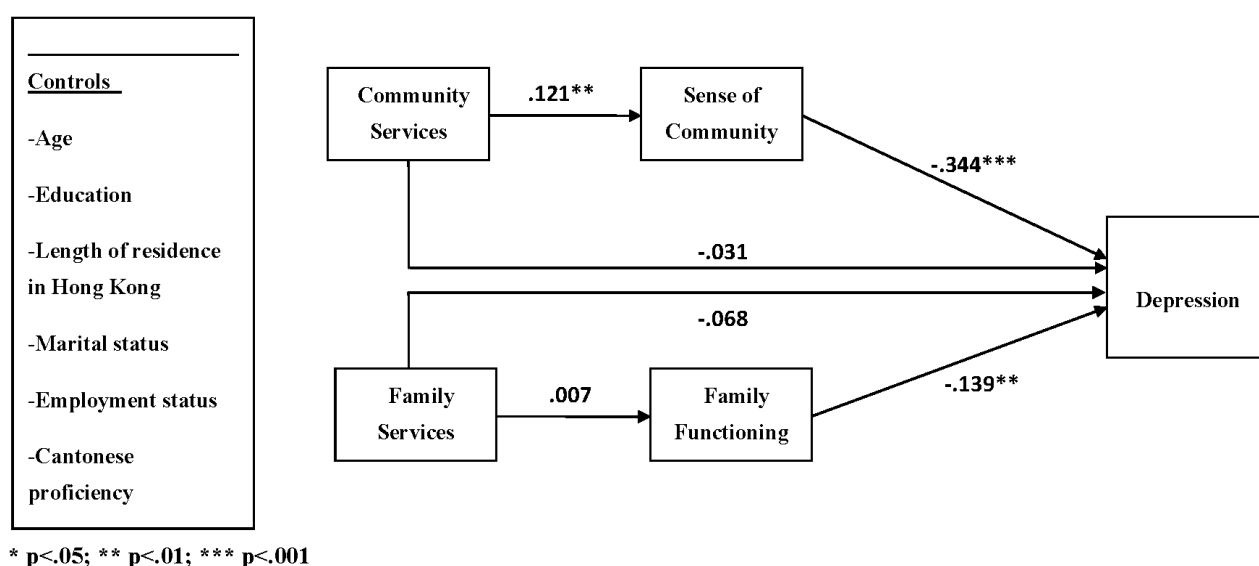 Controls
-Age
-Education
-Length of residence
in Hong Kong
-Marital status
-Employment status
-Cantonese
proficiency
Community
Services
.121**
Sense of
Community
-.344***
-.031
-.068
Depression
Family
Services
.007
Family
Functioning
-.139**
* p<.05; ** p<.01; *** p<.001